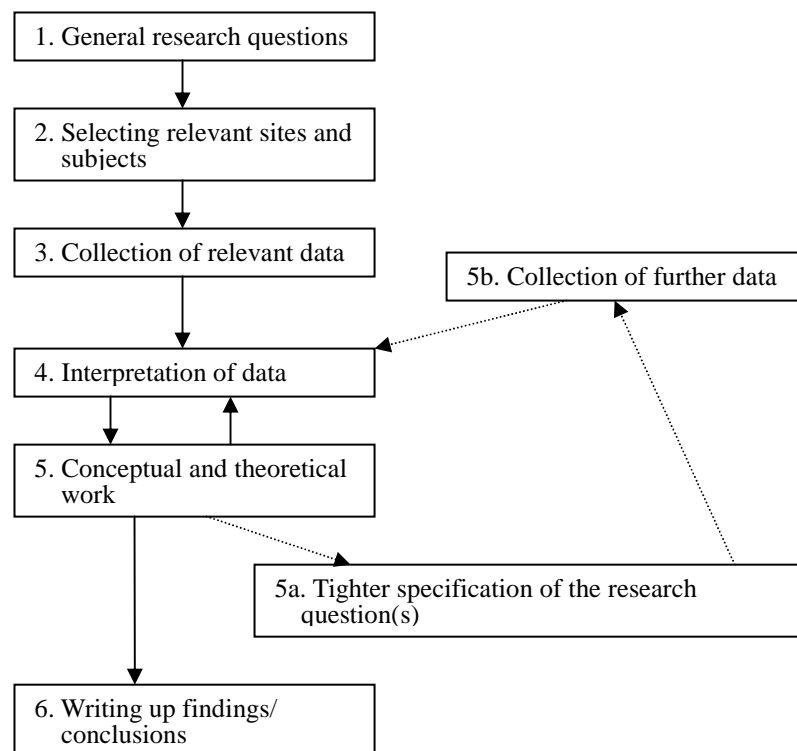 1. General research questions
2. Selecting relevant sites and
subjects
3. Collection of relevant data
5b. Collection of further data
4. Interpretation of data
5. Conceptual and theoretical
work
5a. Tighter specification of the research
question(s)
6. Writing up findings/
conclusions